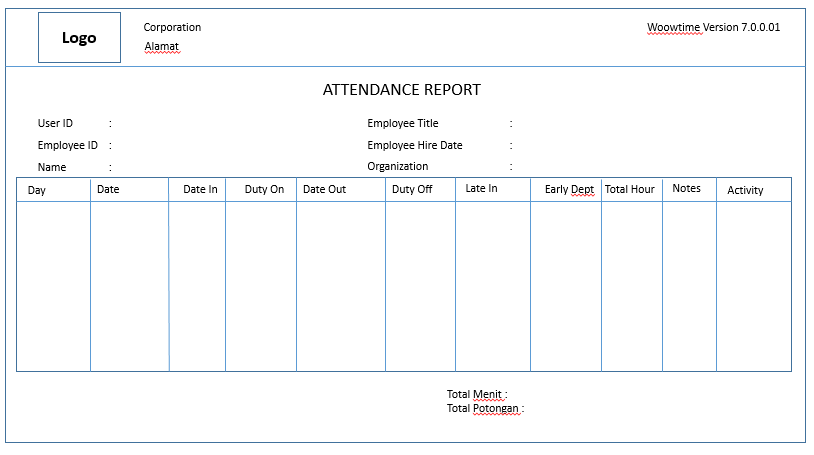 Logo
Corporation
Alamat
Woowtime Version 7.0.0.01
ATTENDANCE REPORT
User ID : Employee Title :
Employee ID : Employee Hire Date :
Name : Organization :
Day Date Date In Duty On Date Out Duty Off Late In Early Dept Total Hour Notes Activity
Total Menit :
Total Potongan :